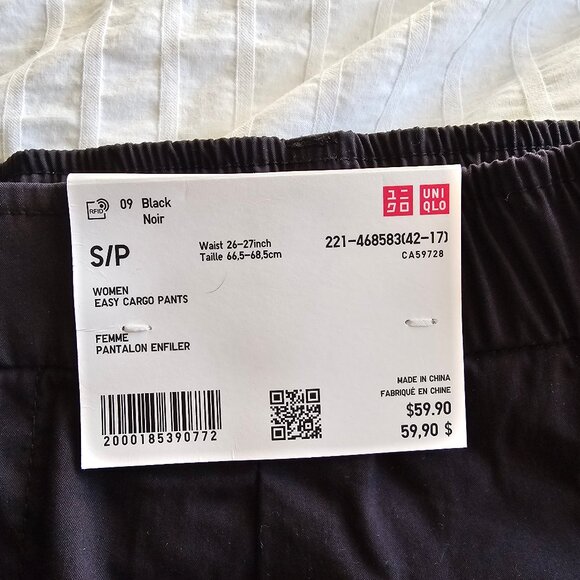 RFID
09 Black
Noir
ユニ
クロ
UNI
QLO
S/P
Waist 26-27inch
Taille 66,5-68,5cm
221-468583(42-17)
CA59728
WOMEN
EASY CARGO PANTS
FEMME
PANTALON ENFILER
MADE IN CHINA
FABRIQUÉ EN CHINE
2000185390772
$59.90
59,90 $